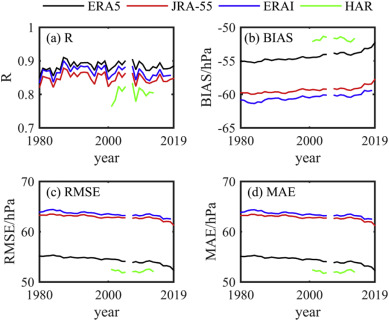 ERA5 JRA-55 ERAI HAR
(a) R
R
1
0.9
0.8
0.7
1980 2000 2019
year
(b) BIAS
BIAS/hPa
-50
-55
-60
-65
1980 2000 2019
year
(c) RMSE
RMSE/hPa
70
60
50
1980 2000 2019
year
(d) MAE
MAE/hPa
70
60
50
1980 2000 2019
year